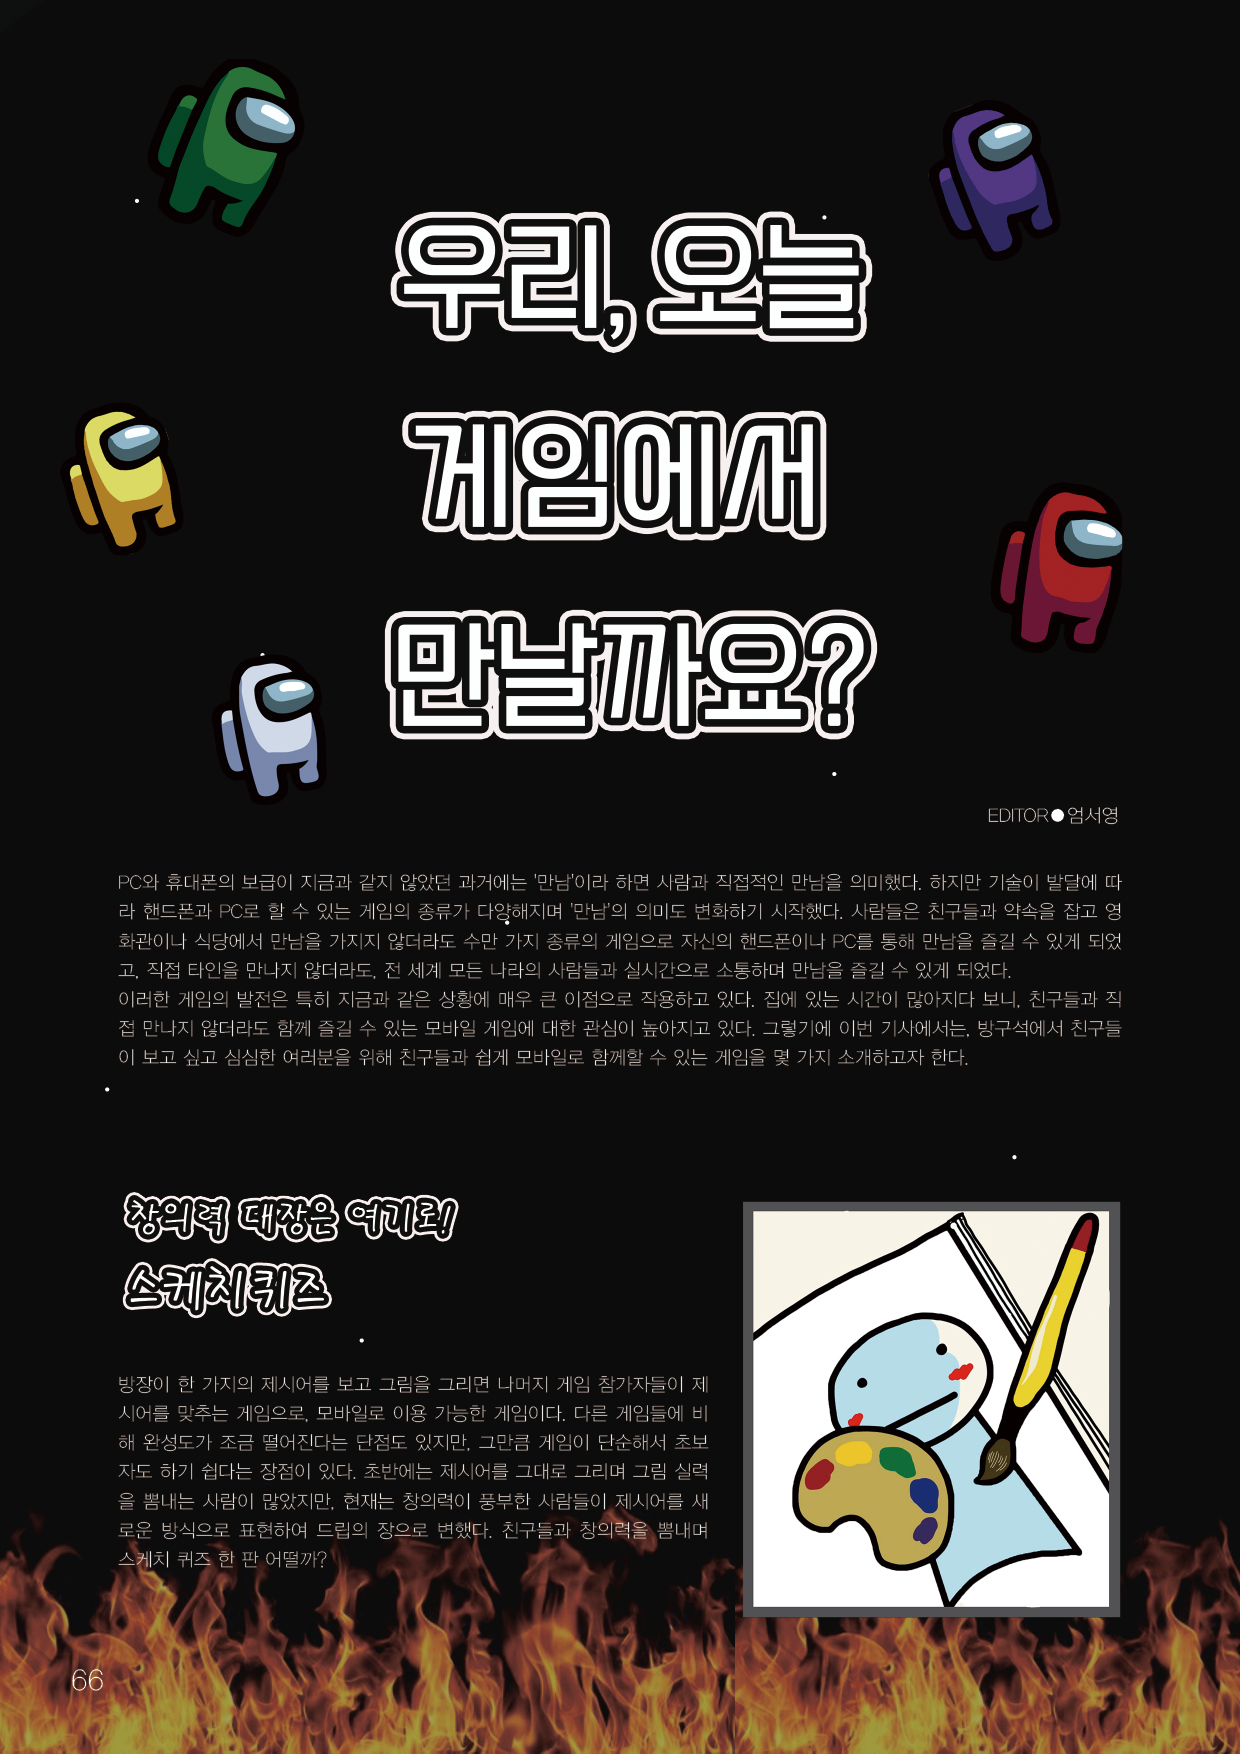 우리, 오늘
게임에서
만날까요?
EDITOR●엄서영
PC와 휴대폰의 보급이 지금과 같지 않았던 과거에는 '만남'이라 하면 사람과 직접적인 만남을 의미했다. 하지만 기술이 발달에 따
라 핸드폰과 PC로 할 수 있는 게임의 종류가 다양해지며 '만남'의 의미도 변화하기 시작했다. 사람들은 친구들과 약속을 잡고 영
화관이나 식당에서 만남을 가지지 않더라도 수만 가지 종류의 게임으로 자신의 핸드폰이나 PC를 통해 만남을 즐길 수 있게 되었
고, 직접 타인을 만나지 않더라도, 전 세계 모든 나라의 사람들과 실시간으로 소통하며 만남을 즐길 수 있게 되었다.
이러한 게임의 발전은 특히 지금과 같은 상황에 매우 큰 이점으로 작용하고 있다. 집에 있는 시간이 많아지다 보니, 친구들과 직
접 만나지 않더라도 함께 즐길 수 있는 모바일 게임에 대한 관심이 높아지고 있다. 그렇기에 이번 기사에서는, 방구석에서 친구들
이 보고 싶고 심심한 여러분을 위해 친구들과 쉽게 모바일로 함께할 수 있는 게임을 몇 가지 소개하고자 한다.
창의력 대장은 여기로!
스케치퀴즈
방장이 한 가지의 제시어를 보고 그림을 그리면 나머지 게임 참가자들이 제
시어를 맞추는 게임으로, 모바일로 이용 가능한 게임이다. 다른 게임들에 비
해 완성도가 조금 떨어진다는 단점도 있지만, 그만큼 게임이 단순해서 초보
자도 하기 쉽다는 장점이 있다. 초반에는 제시어를 그대로 그리며 그림 실력
을 뽐내는 사람이 많았지만, 현재는 창의력이 풍부한 사람들이 제시어를 새
로운 방식으로 표현하여 드립의 장으로 변했다. 친구들과 창의력을 뽐내며
스케치 퀴즈 한 판 어떨까?
66